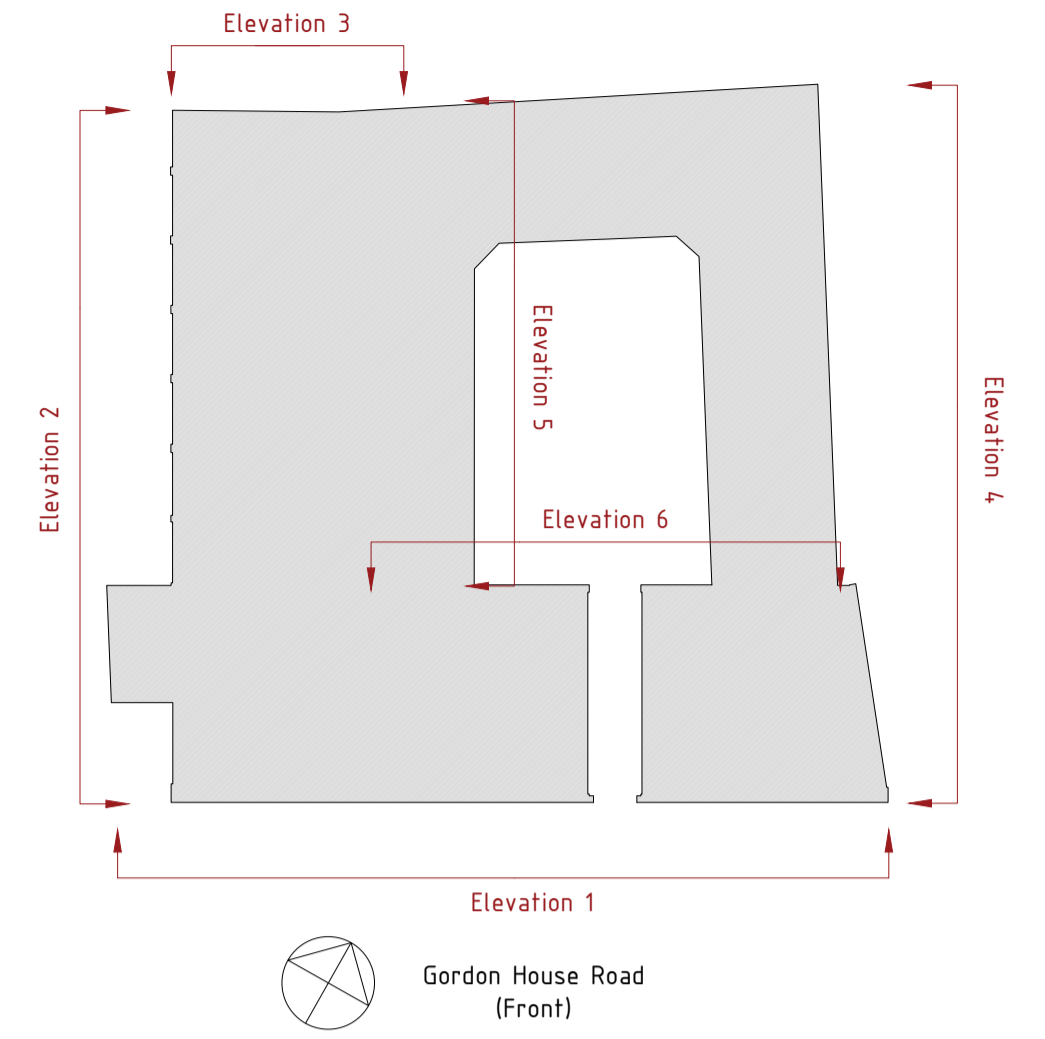 Elevation 3
Elevation 5
Elevation 4
Elevation 2
Elevation 6
Elevation 1
Gordon House Road
(Front)